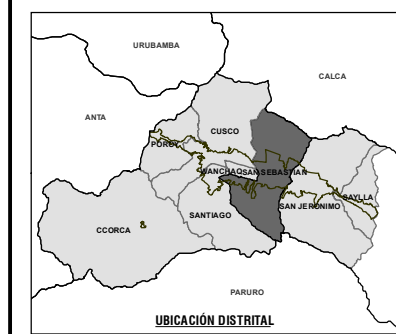 URUBAMBA
CALCA
ANTA
CUSCO
POROY
WANCHAQ
SAN SEBASTIAN
SAYLLA
SAN JERONIMO
SANTIAGO
CCORCA
PARURO
UBICACIÓN DISTRITAL